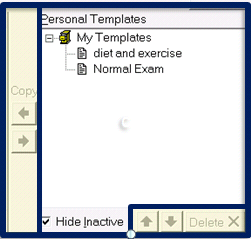 Personal Templates
My Templates
diet and exercise
Normal Exam
Copy
Hide Inactive
Delete